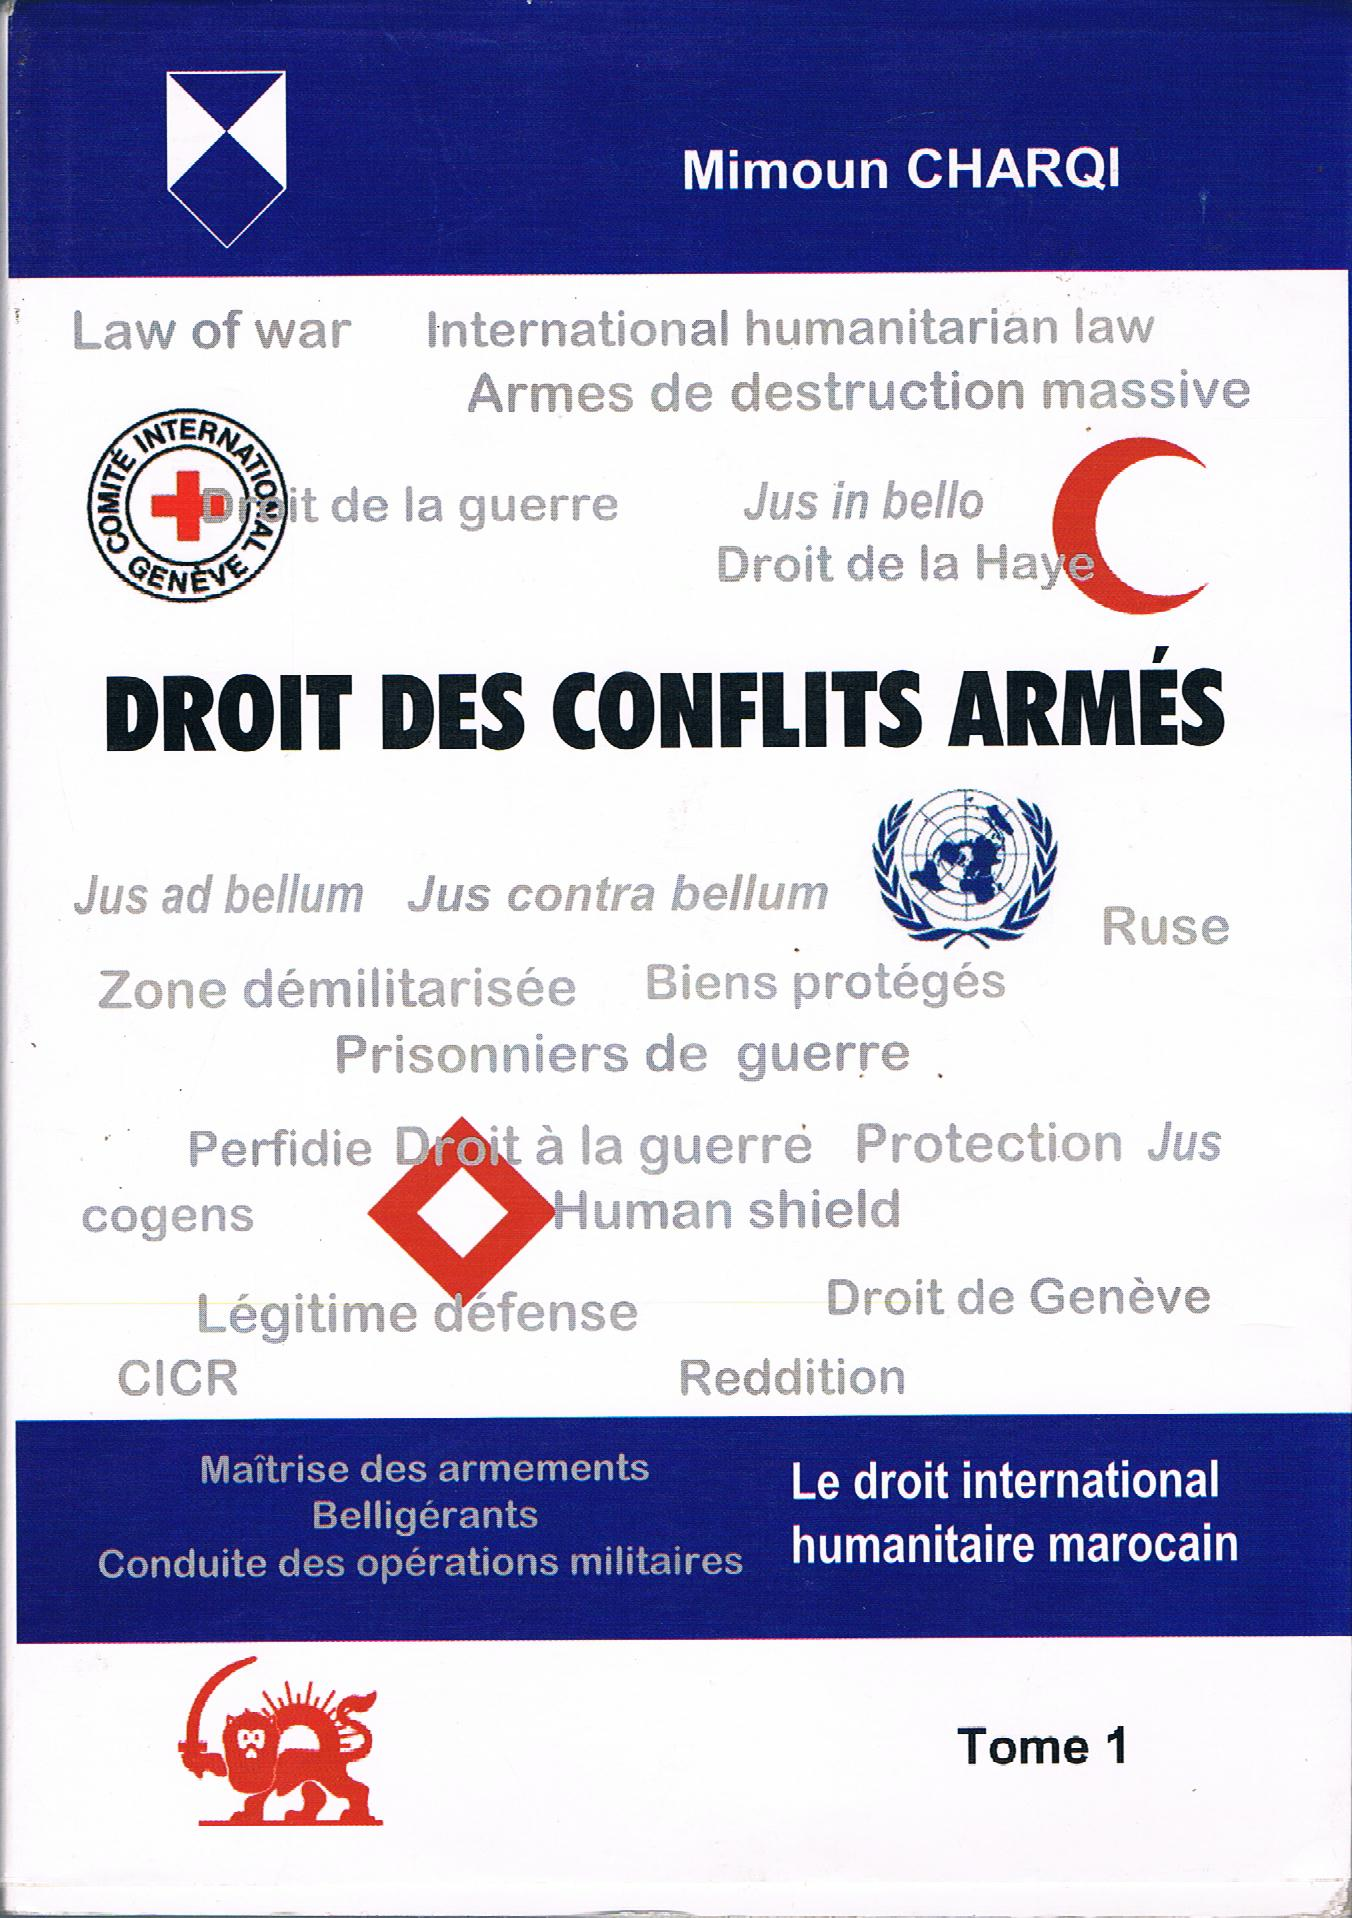 Mimoun CHARQI
Law of war
International humanitarian law
Armes de destruction massive
COMITÉ INTERNATIONAL
GENÈVE
Droit de la guerre
Jus in bello
Droit de la Haye
DROIT DES CONFLITS ARMÉS
Jus ad bellum
Jus contra bellum
Ruse
Zone démilitarisée
Biens protégés
Prisonniers de guerre
Perfidie
Droit à la guerre
Protection
Jus
cogens
Human shield
Légitime défense
Droit de Genève
CICR
Reddition
Maîtrise des armements
Belligérants
Conduite des opérations militaires
Le droit international
humanitaire marocain
Tome 1